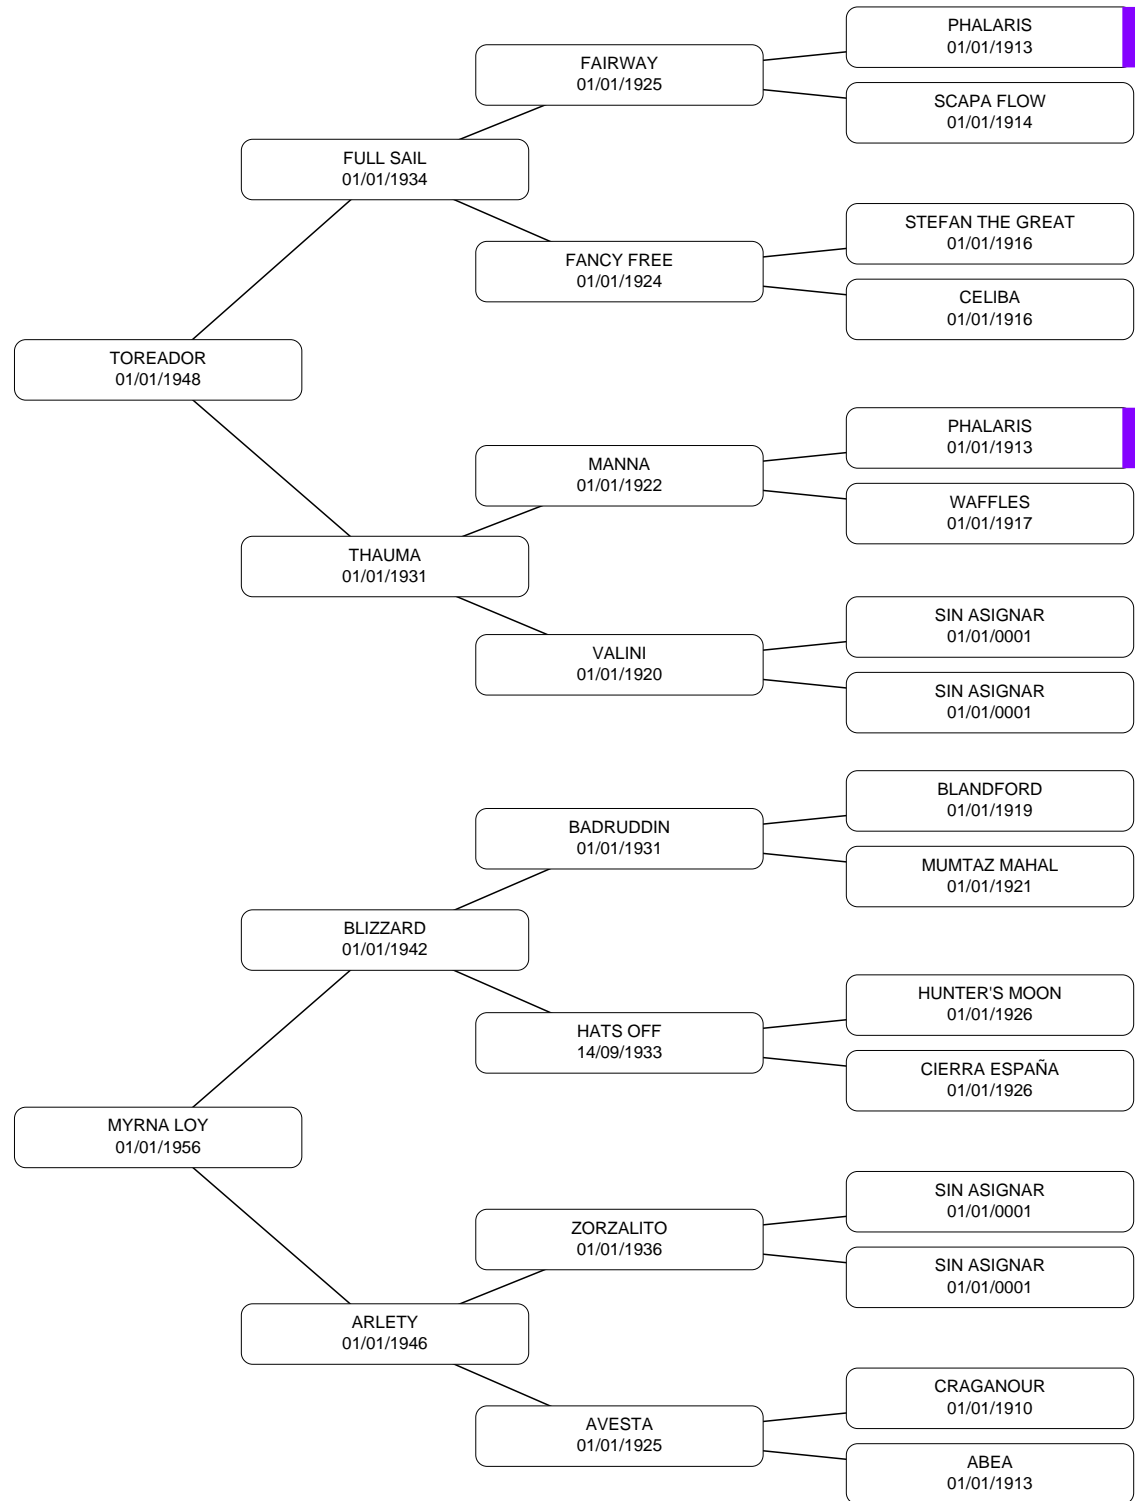 PHALARIS
01/01/1913
FAIRWAY
01/01/1925
SCAPA FLOW
01/01/1914
FULL SAIL
01/01/1934
STEFAN THE GREAT
01/01/1916
FANCY FREE
01/01/1924
CELIBA
01/01/1916
TOREADOR
01/01/1948
PHALARIS
01/01/1913
MANNA
01/01/1922
WAFFLES
01/01/1917
THAUMA
01/01/1931
SIN ASIGNAR
01/01/0001
VALINI
01/01/1920
SIN ASIGNAR
01/01/0001
BLANDFORD
01/01/1919
BADRUDDIN
01/01/1931
MUMTAZ MAHAL
01/01/1921
BLIZZARD
01/01/1942
HUNTER'S MOON
01/01/1926
HATS OFF
14/09/1933
CIERRA ESPAÑA
01/01/1926
MYRNA LOY
01/01/1956
SIN ASIGNAR
01/01/0001
ZORZALITO
01/01/1936
SIN ASIGNAR
01/01/0001
ARLETY
01/01/1946
CRAGANOUR
01/01/1910
AVESTA
01/01/1925
ABEA
01/01/1913